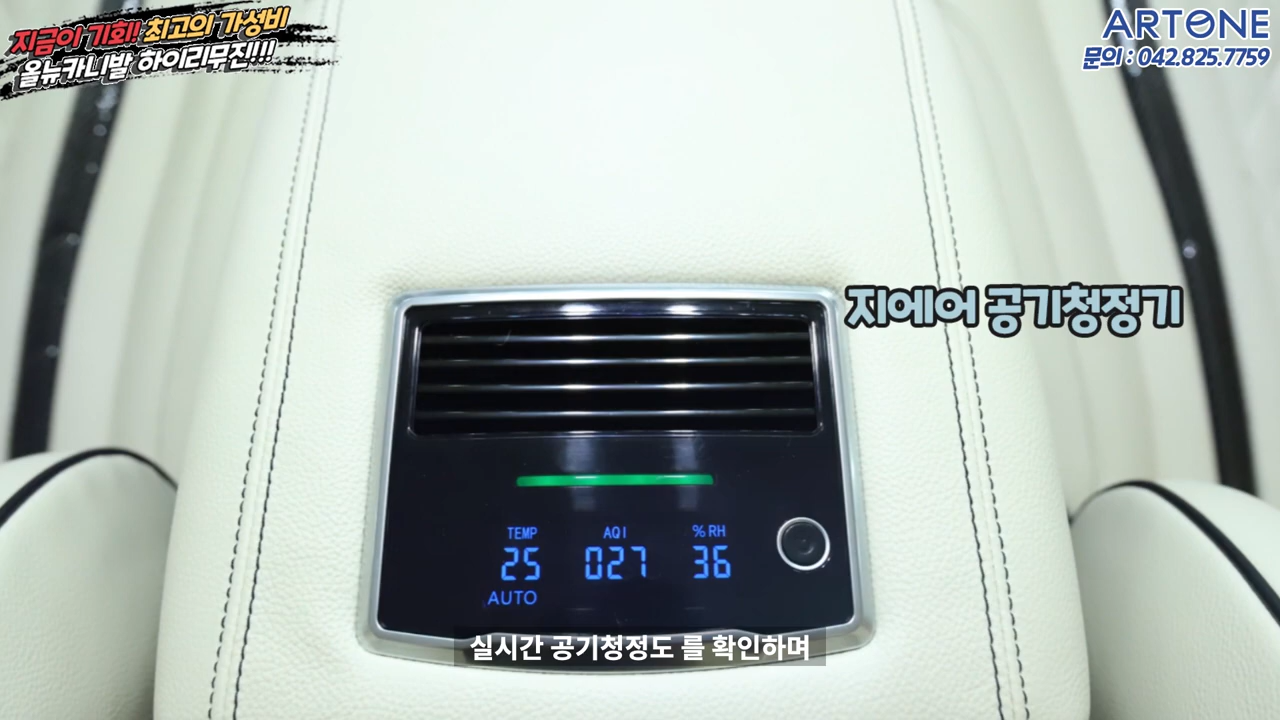 지금이 기회!! 최고의 가성비
올뉴카니발 하이리무진!!!
ARTONE
문의 : 042.825.7759
지에어 공기청정기
TEMP AQI % RH
25 027 36
AUTO
실시간 공기청정도 를 확인하며